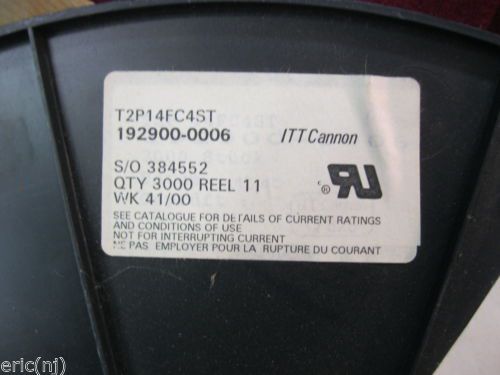 T2P14FC4ST
192900-0006 ITT Cannon
S/O 384552
QTY 3000 REEL 11
WK 41/00
SEE CATALOGUE FOR DETAILS OF CURRENT RATINGS
AND CONDITIONS OF USE
NOT FOR INTERRUPTING CURRENT
NE PAS EMPLOYER POUR LA RUPTURE DU COURANT
eric(nj)